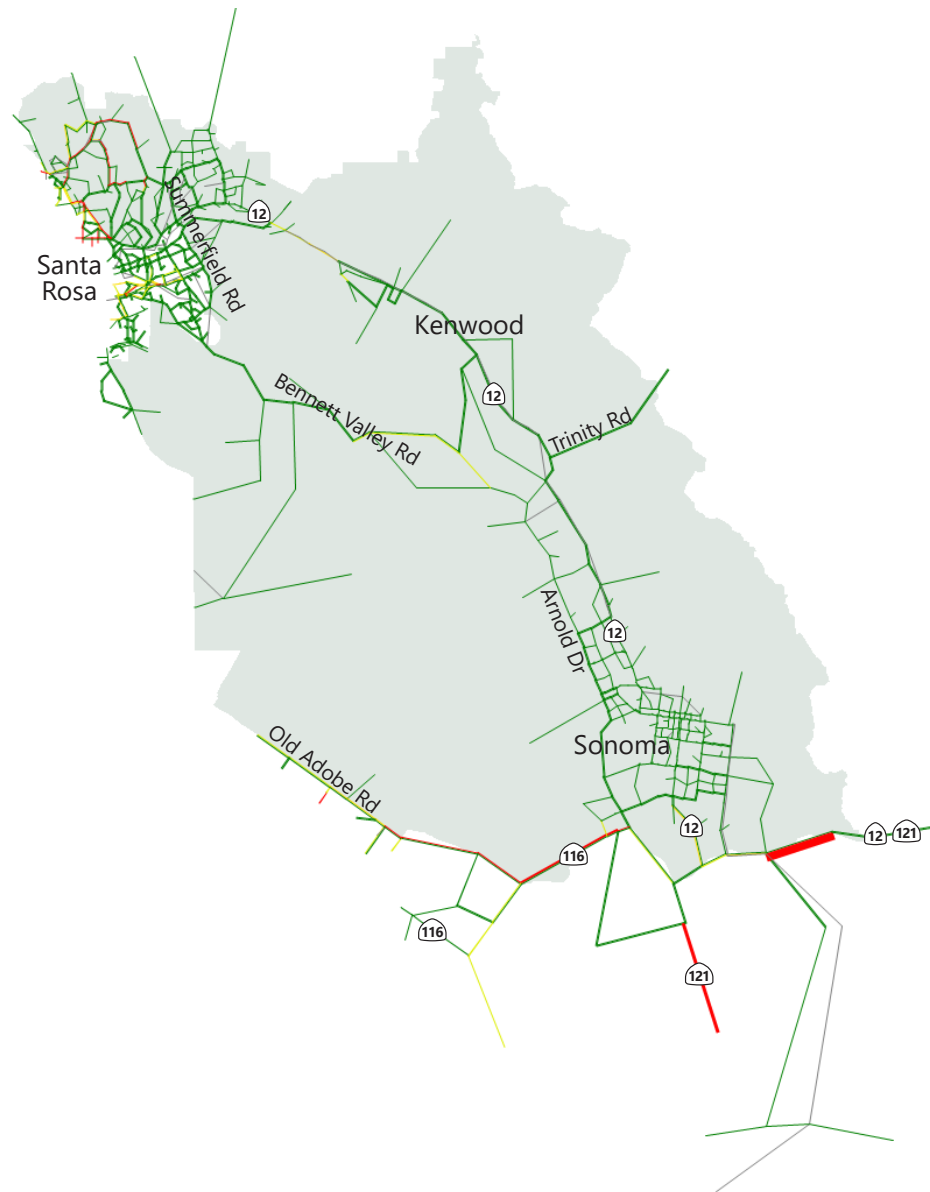 12
Summerfield Rd
Santa
Rosa
Kenwood
12
Bennett Valley Rd
Trinity Rd
Arnold Dr
12
Old Adobe Rd
Sonoma
12
12
121
116
116
121